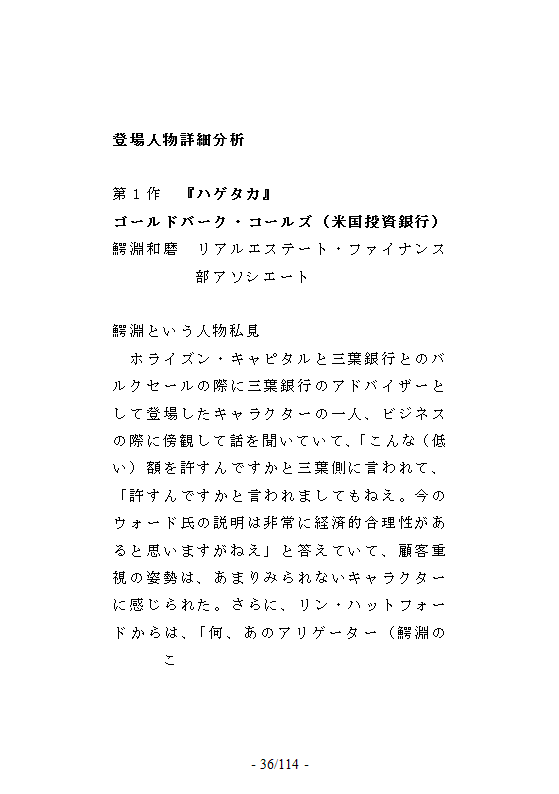 登場人物詳細分析
第１作　『ハゲタカ』
ゴールドバーク・コールズ（米国投資銀行）
鰐淵和磨　リアルエステート・ファイナンス
部アソシエート
鰐淵という人物私見
　ホライズン・キャピタルと三葉銀行とのバ
ルクセールの際に三葉銀行のアドバイザーと
して登場したキャラクターの一人、ビジネス
の際に傍観して話を聞いていて、「こんな（低
い）額を許すんですかと三葉側に言われて、
「許すんですかと言われましてもねえ。今の
ウォード氏の説明は非常に経済的合理性があ
ると思いますがねえ」と答えていて、顧客重
視の姿勢は、あまりみられないキャラクター
に感じられた。さらに、リン・ハットフォー
ドからは、「何、あのアリゲーター（鰐淵の
こ
- 36/114 -